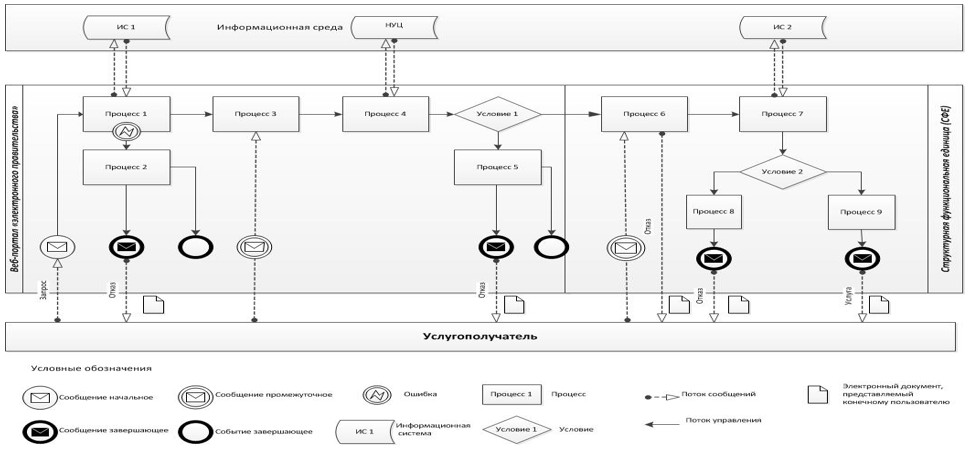 ИС 1
Информационная среда
НУЦ
ИС 2
Веб-портал «электронного правительства»
Процесс 1
Процесс 3
Процесс 4
Условие 1
Процесс 6
Процесс 7
Структурная функциональная единица (СФЕ)
Процесс 2
Процесс 5
Условие 2
Процесс 8
Процесс 9
Запрос
Отказ
Отказ
Отказ
Отказ
Услуга
Услугополучатель
Условные обозначения
Сообщение начальное
Сообщение промежуточное
Ошибка
Процесс 1
Процесс
Поток сообщений
Электронный документ,
представляемый
конечному пользователю
Сообщение завершающее
Событие завершающее
ИС 1
Информационная
система
Условие 1
Условие
Поток управления